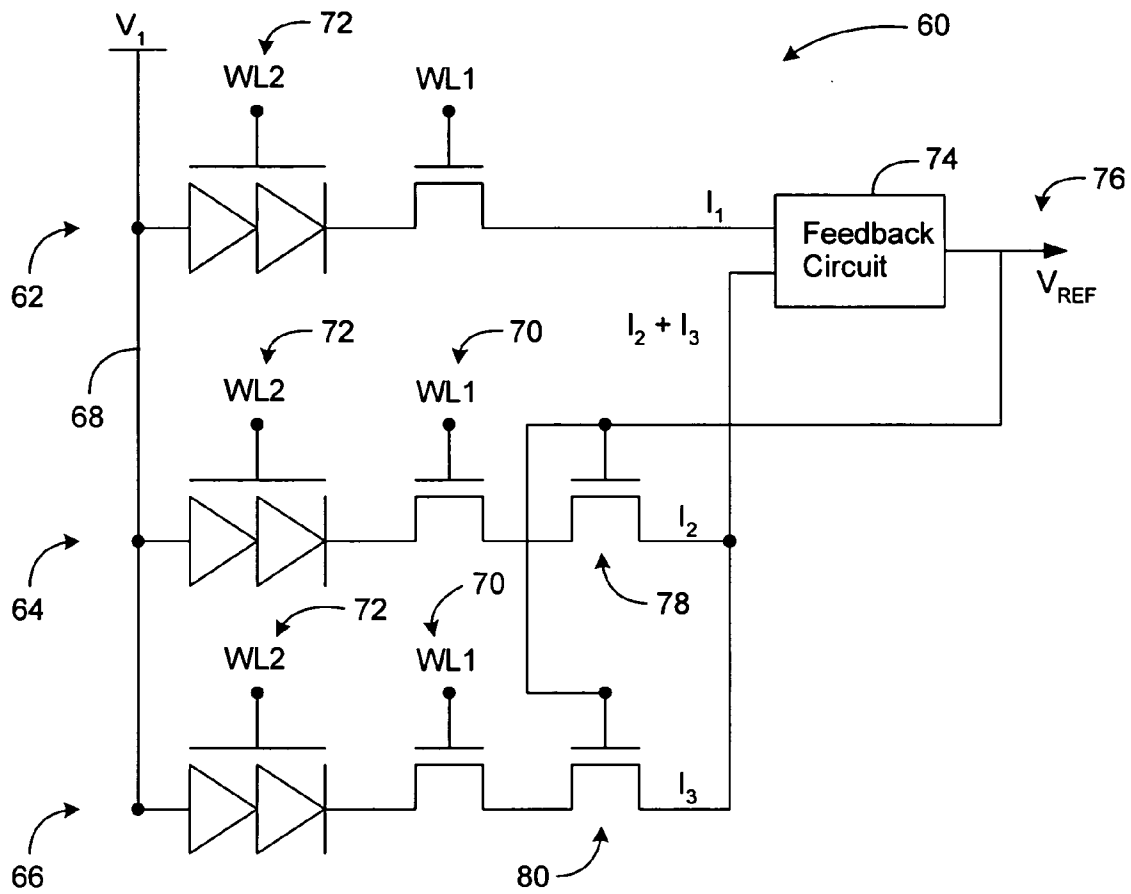 V1
72
60
WL2
WL1
74
76
I1
Feedback
Circuit
VREF
62
I2 + I3
72
70
68
WL2
WL1
I2
64
78
72
70
WL2
WL1
I3
66
80